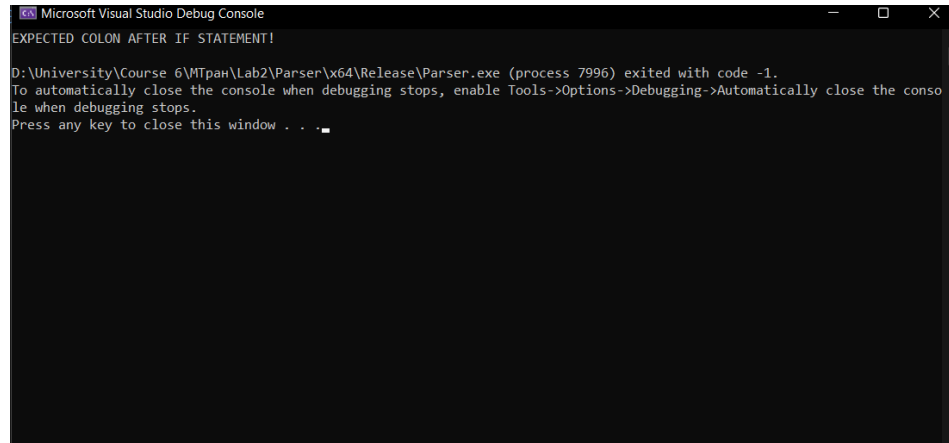 Microsoft Visual Studio Debug Console
EXPECTED COLON AFTER IF STATEMENT!
D:\University\Course 6\МТран\Lab2\Parser\x64\Release\Parser.exe (process 7996) exited with code -1.
To automatically close the console when debugging stops, enable Tools->Options->Debugging->Automatically close the conso
le when debugging stops.
Press any key to close this window . . .